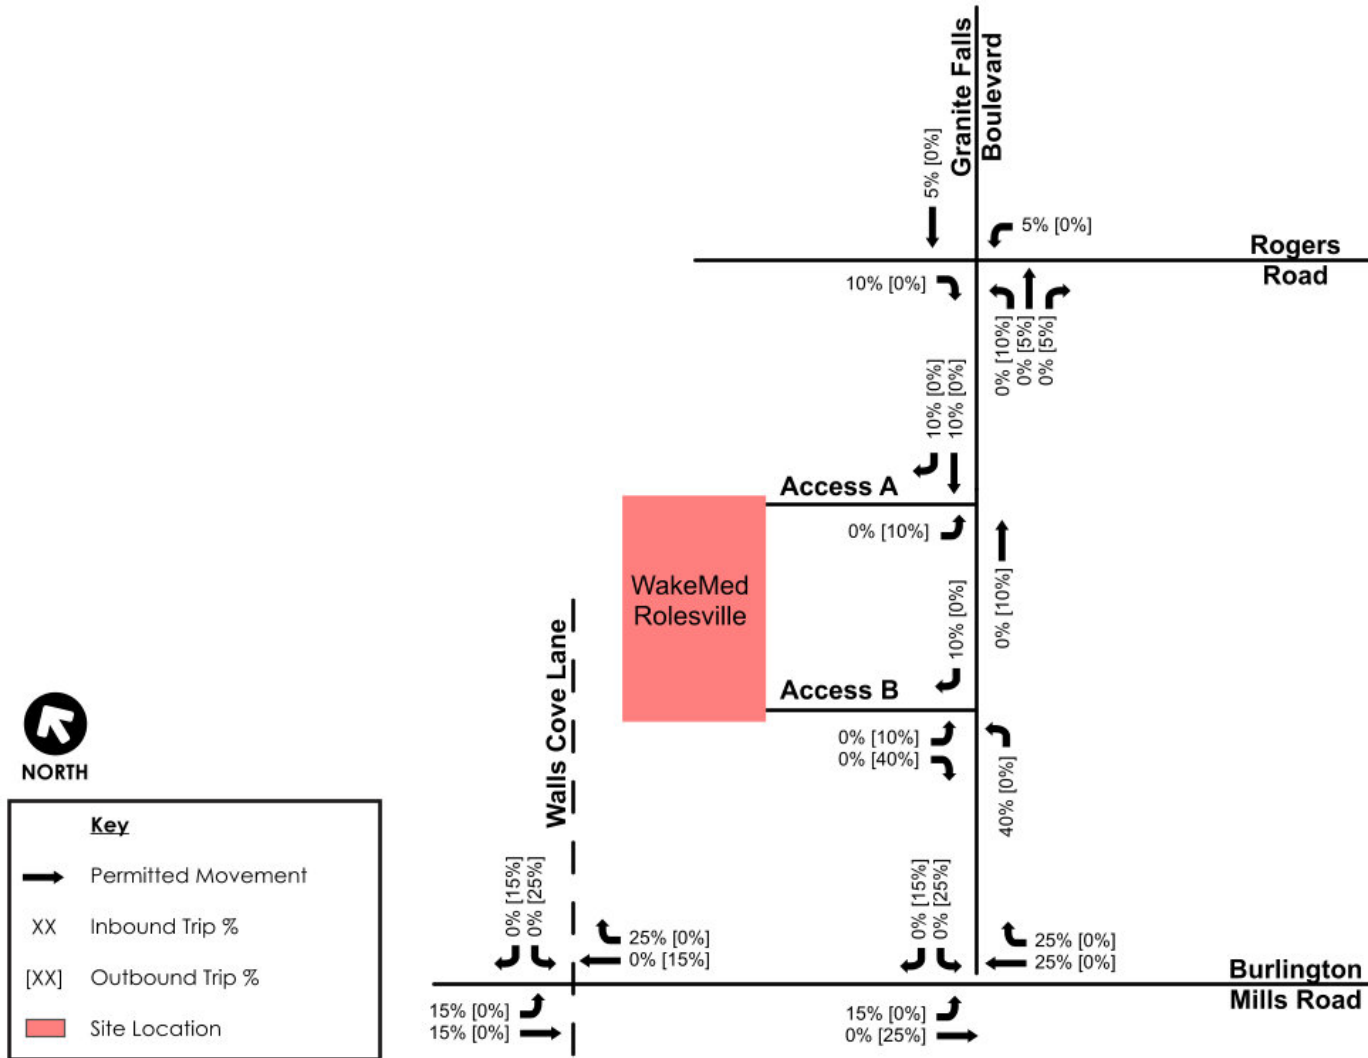 Granite Falls
Boulevard
5% [0%]
5% [0%]
Rogers
Road
10% [0%]
0% [10%]
0% [5%]
0% [5%]
10% [0%]
10% [0%]
Access A
0% [10%]
WakeMed
Rolesville
10% [0%]
0% [10%]
Access B
0% [10%]
0% [40%]
40% [0%]
Walls Cove Lane
NORTH
Key
Permitted Movement
XX Inbound Trip %
[XX] Outbound Trip %
Site Location
0% [15%]
0% [25%]
25% [0%]
0% [15%]
15% [0%]
15% [0%]
0% [15%]
0% [25%]
25% [0%]
25% [0%]
15% [0%]
0% [25%]
Burlington
Mills Road